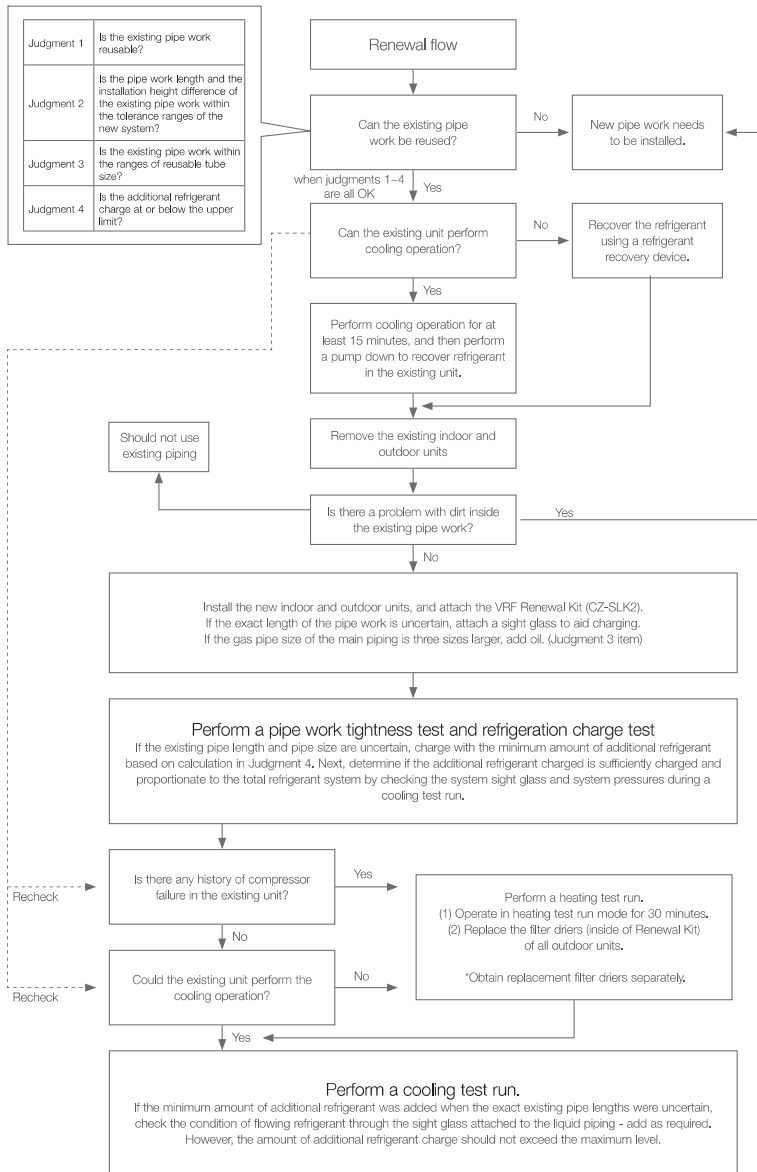 Judgment 1
Is the existing pipe work
reusable?
Judgment 2
Is the pipe work length and the
installation height difference of
the existing pipe work within
the tolerance ranges of the
new system?
Judgment 3
Is the existing pipe work within
the ranges of reusable tube
size?
Judgment 4
Is the additional refrigerant
charge at or below the upper
limit?
Renewal flow
Can the existing pipe
work be reused?
No
New pipe work needs
to be installed.
when judgments 1~4
are all OK
Yes
Can the existing unit perform
cooling operation?
No
Recover the refrigerant
using a refrigerant
recovery device.
Yes
Perform cooling operation for at
least 15 minutes, and then perform
a pump down to recover refrigerant
in the existing unit.
Should not use
existing piping
Remove the existing indoor and
outdoor units
Is there a problem with dirt inside
the existing pipe work?
Yes
No
Install the new indoor and outdoor units, and attach the VRF Renewal Kit (CZ-SLK2).
If the exact length of the pipe work is uncertain, attach a sight glass to aid charging.
If the gas pipe size of the main piping is three sizes larger, add oil. (Judgment 3 item)
Perform a pipe work tightness test and refrigeration charge test
If the existing pipe length and pipe size are uncertain, charge with the minimum amount of additional refrigerant
based on calculation in Judgment 4. Next, determine if the additional refrigerant charged is sufficiently charged and
proportionate to the total refrigerant system by checking the system sight glass and system pressures during a
cooling test run.
Is there any history of compressor
failure in the existing unit?
Yes
Recheck
No
Perform a heating test run.
(1) Operate in heating test run mode for 30 minutes.
(2) Replace the filter driers (inside of Renewal Kit)
of all outdoor units.
*Obtain replacement filter driers separately.
Could the existing unit perform the
cooling operation?
No
Recheck
Yes
Perform a cooling test run.
If the minimum amount of additional refrigerant was added when the exact existing pipe lengths were uncertain,
check the condition of flowing refrigerant through the sight glass attached to the liquid piping - add as required.
However, the amount of additional refrigerant charge should not exceed the maximum level.